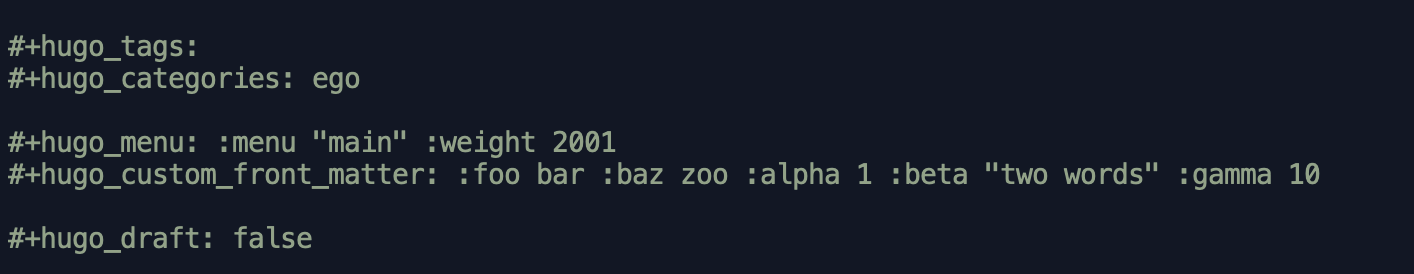 #+hugo_tags:
#+hugo_categories: ego
#+hugo_menu: :menu "main" :weight 2001
#+hugo_custom_front_matter: :foo bar :baz zoo :alpha 1 :beta "two words" :gamma 10
#+hugo_draft: false